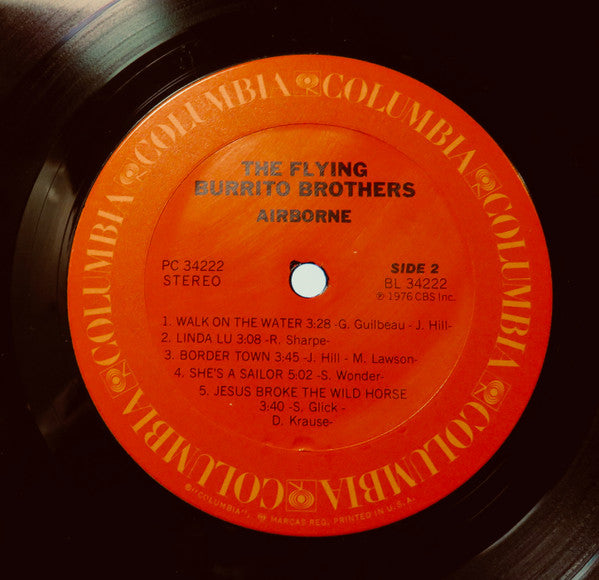 COLUMBIA COLUMBIA COLUMBIA COLUMBIA COLUMBIA COLUMBIA COLUMBIA
THE FLYING
BURRITO BROTHERS
AIRBORNE
PC 34222
STEREO
SIDE 2
BL 34222
℗ 1976 CBS Inc.
1. WALK ON THE WATER 3:28 -G. Guilbeau - J. Hill-
2. LINDA LU 3:08 -R. Sharpe-
3. BORDER TOWN 3:45 -J. Hill - M. Lawson-
4. SHE'S A SAILOR 5:02 -S. Wonder-
5. JESUS BROKE THE WILD HORSE
3:40 -S. Glick -
D. Krause-
®"COLUMBIA", Ⓜ MARCAS REG. PRINTED IN U.S.A.